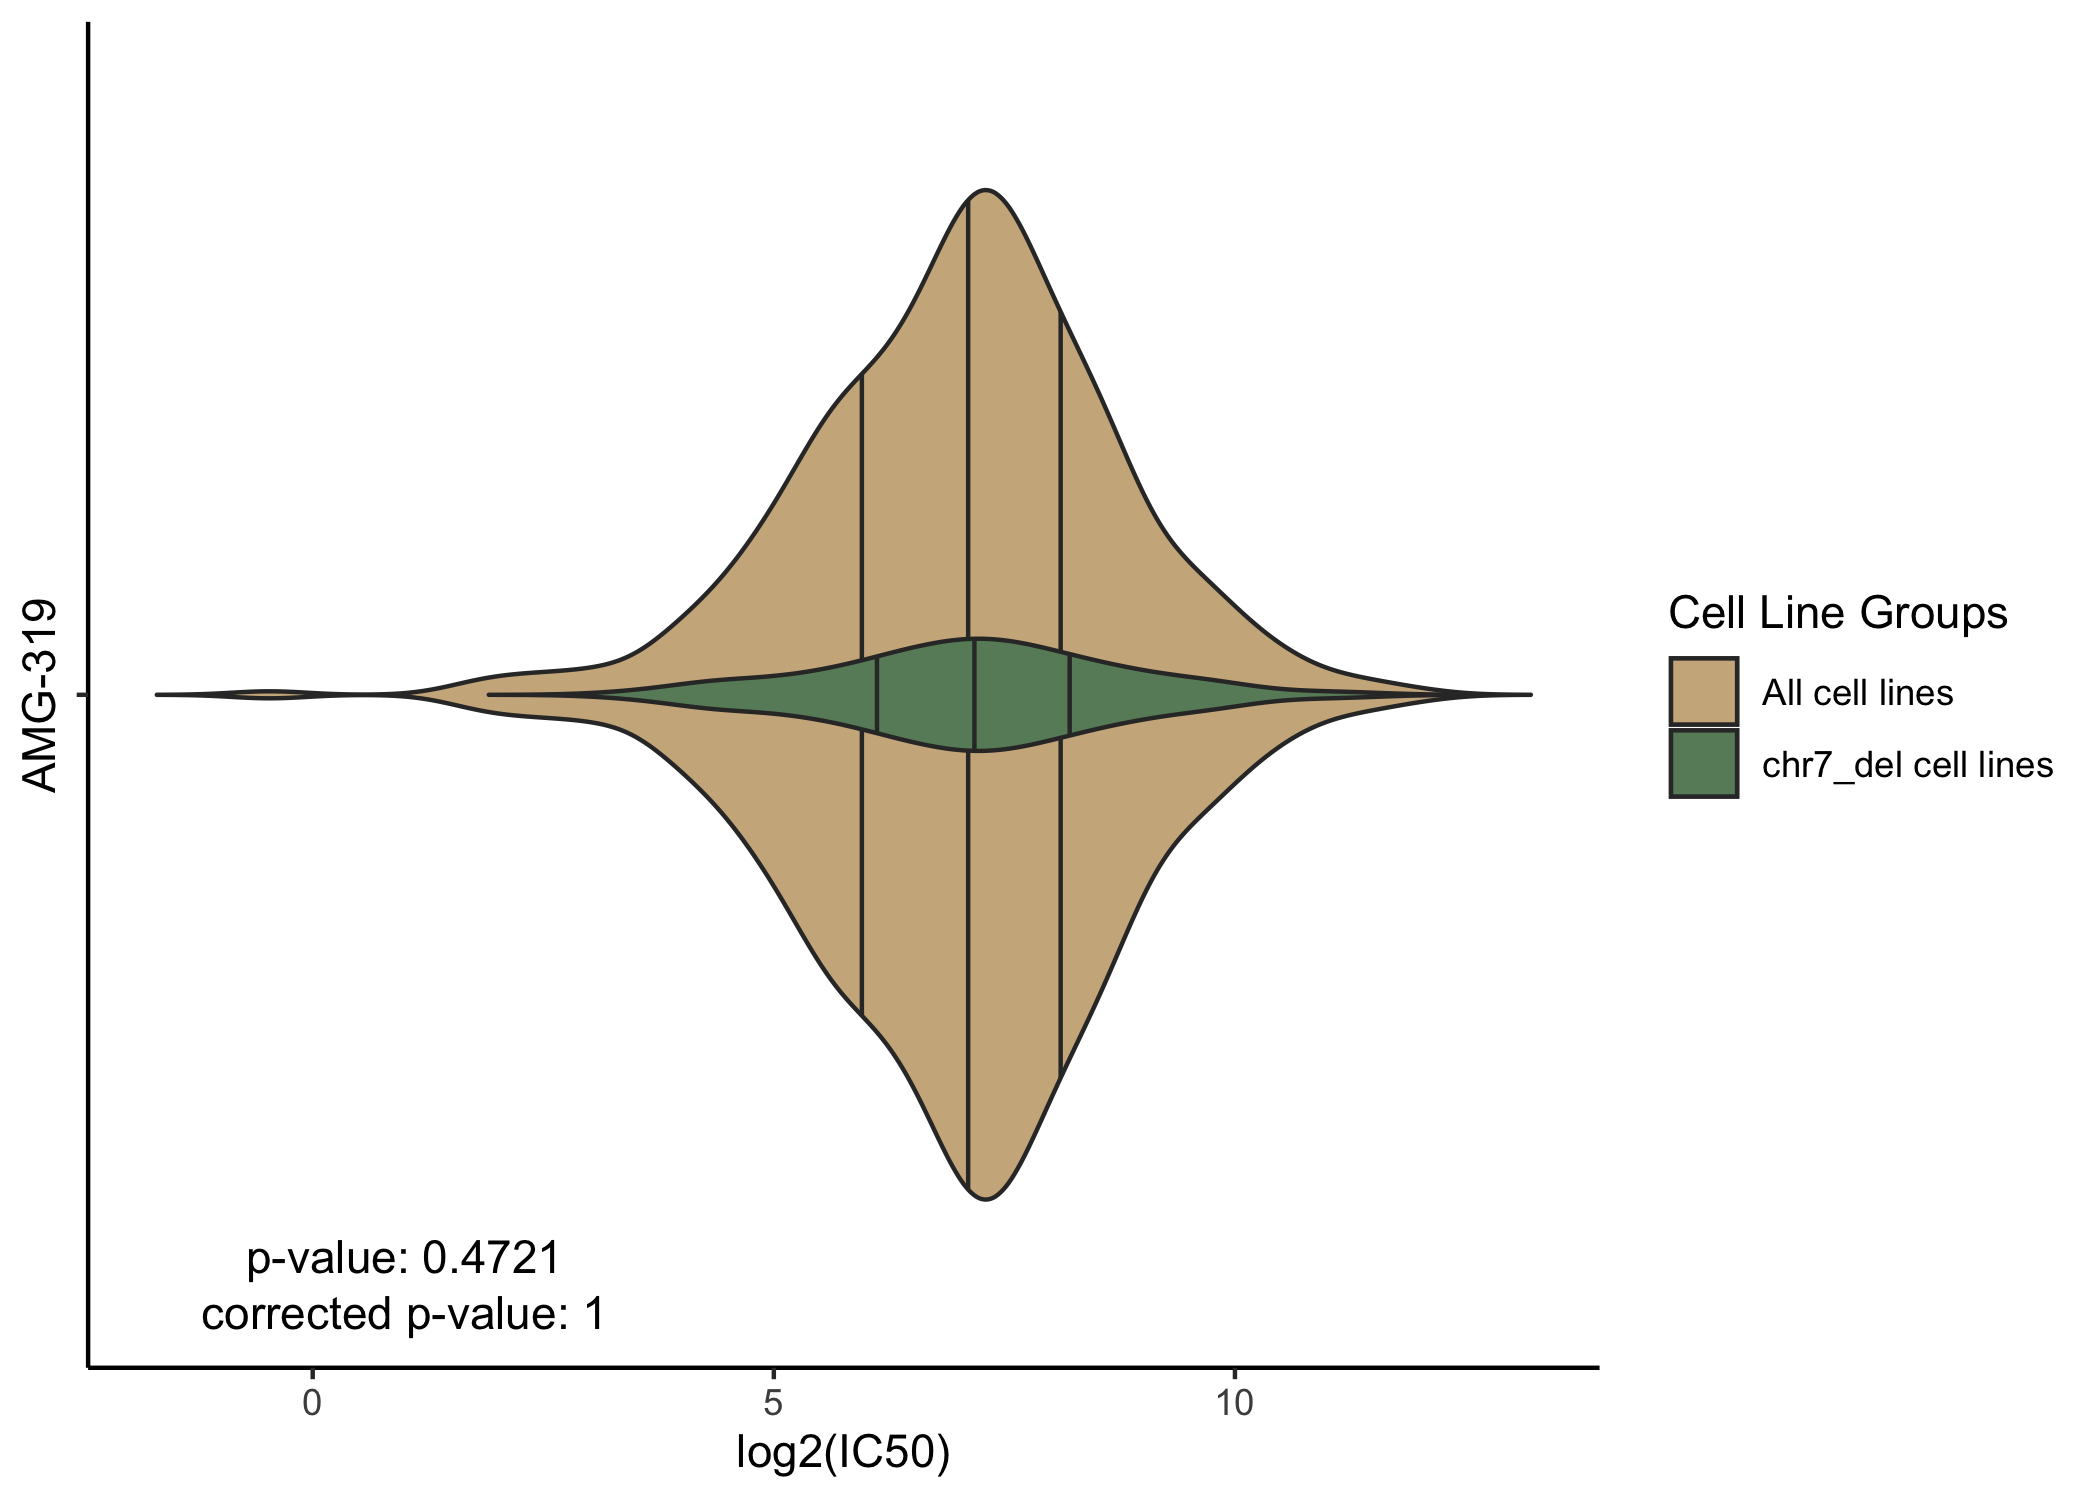 AMG-319
Cell Line Groups
All cell lines
chr7_del cell lines
p-value: 0.4721
corrected p-value: 1
0 5 10
log2(IC50)